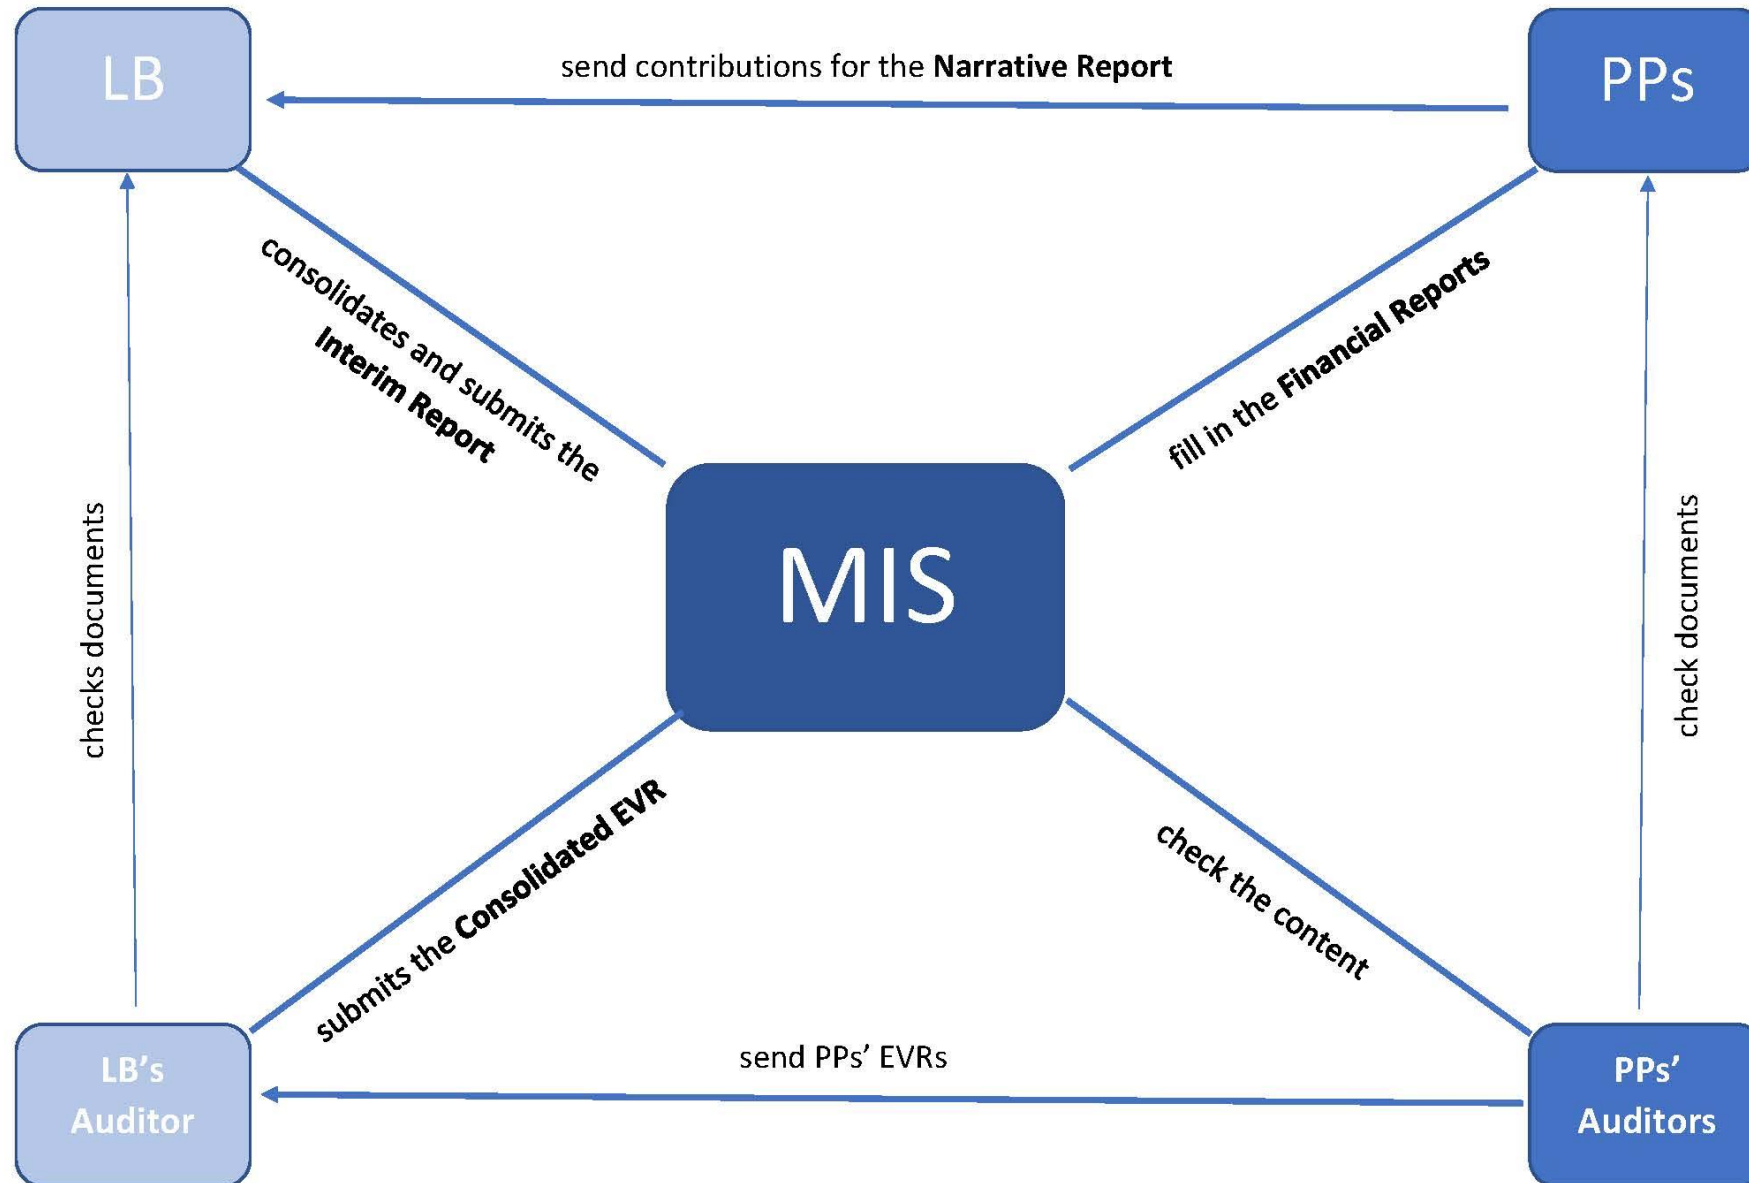 LB
send contributions for the Narrative Report
PPs
consolidates and submits the
Interim Report
fill in the Financial Reports
checks documents
MIS
check documents
submits the Consolidated EVR
check the content
LB’s
Auditor
send PPs’ EVRs
PPs’
Auditors